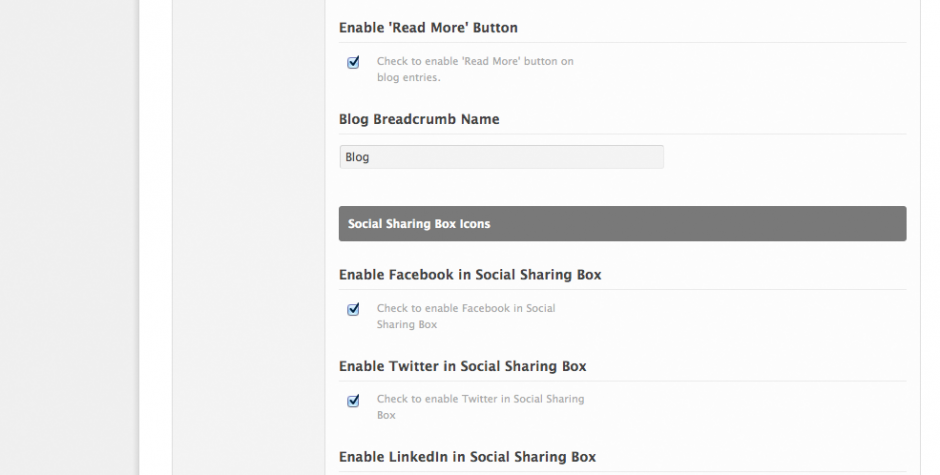 Enable 'Read More' Button
Check to enable 'Read More' button on
blog entries.
Blog Breadcrumb Name
Blog
Social Sharing Box Icons
Enable Facebook in Social Sharing Box
Check to enable Facebook in Social
Sharing Box
Enable Twitter in Social Sharing Box
Check to enable Twitter in Social Sharing
Box
Enable LinkedIn in Social Sharing Box